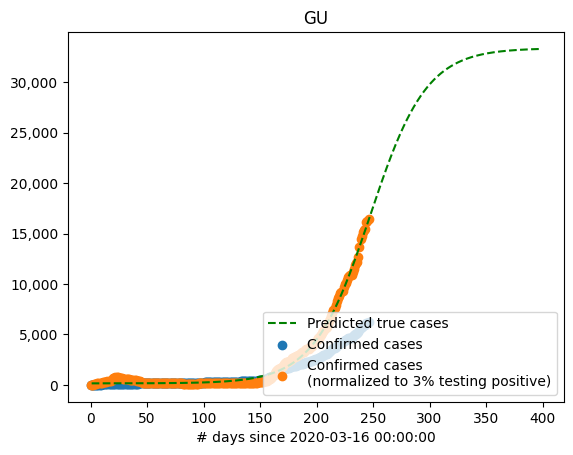 GU
30,000
25,000
20,000
15,000
10,000
5,000
0
Predicted true cases
Confirmed cases
Confirmed cases
(normalized to 3% testing positive)
0 50 100 150 200 250 300 350 400
# days since 2020-03-16 00:00:00